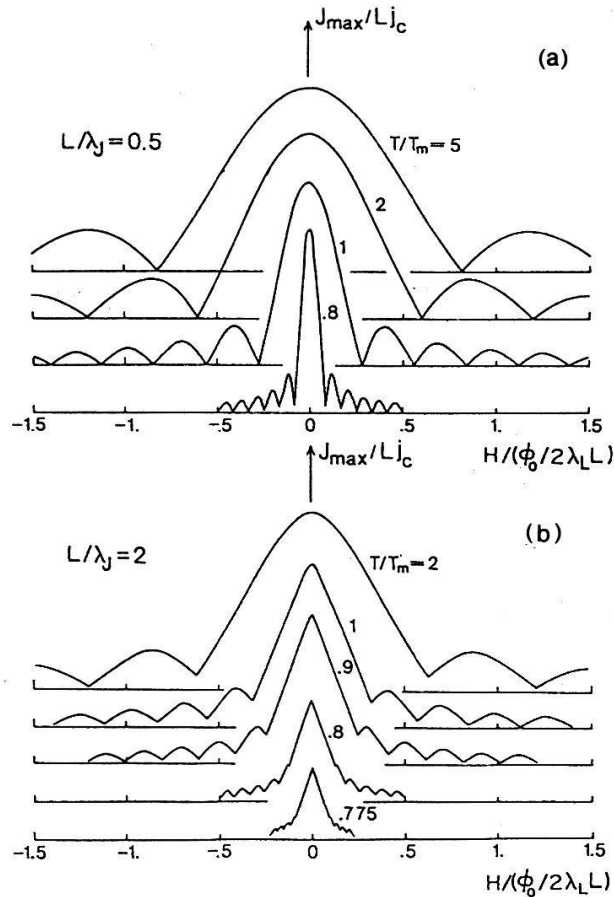 J_max/Lj_c
(a)
L/λ_J=0.5
T/T_m=5
2
1
.8
-1.5 -1. -.5 0 .5 1. 1.5
H/(ϕ_0/2λ_L L)
J_max/Lj_c
(b)
L/λ_J=2
T/T_m=2
1
.9
.8
.775
-1.5 -1. -.5 0 .5 1. 1.5
H/(ϕ_0/2λ_L L)